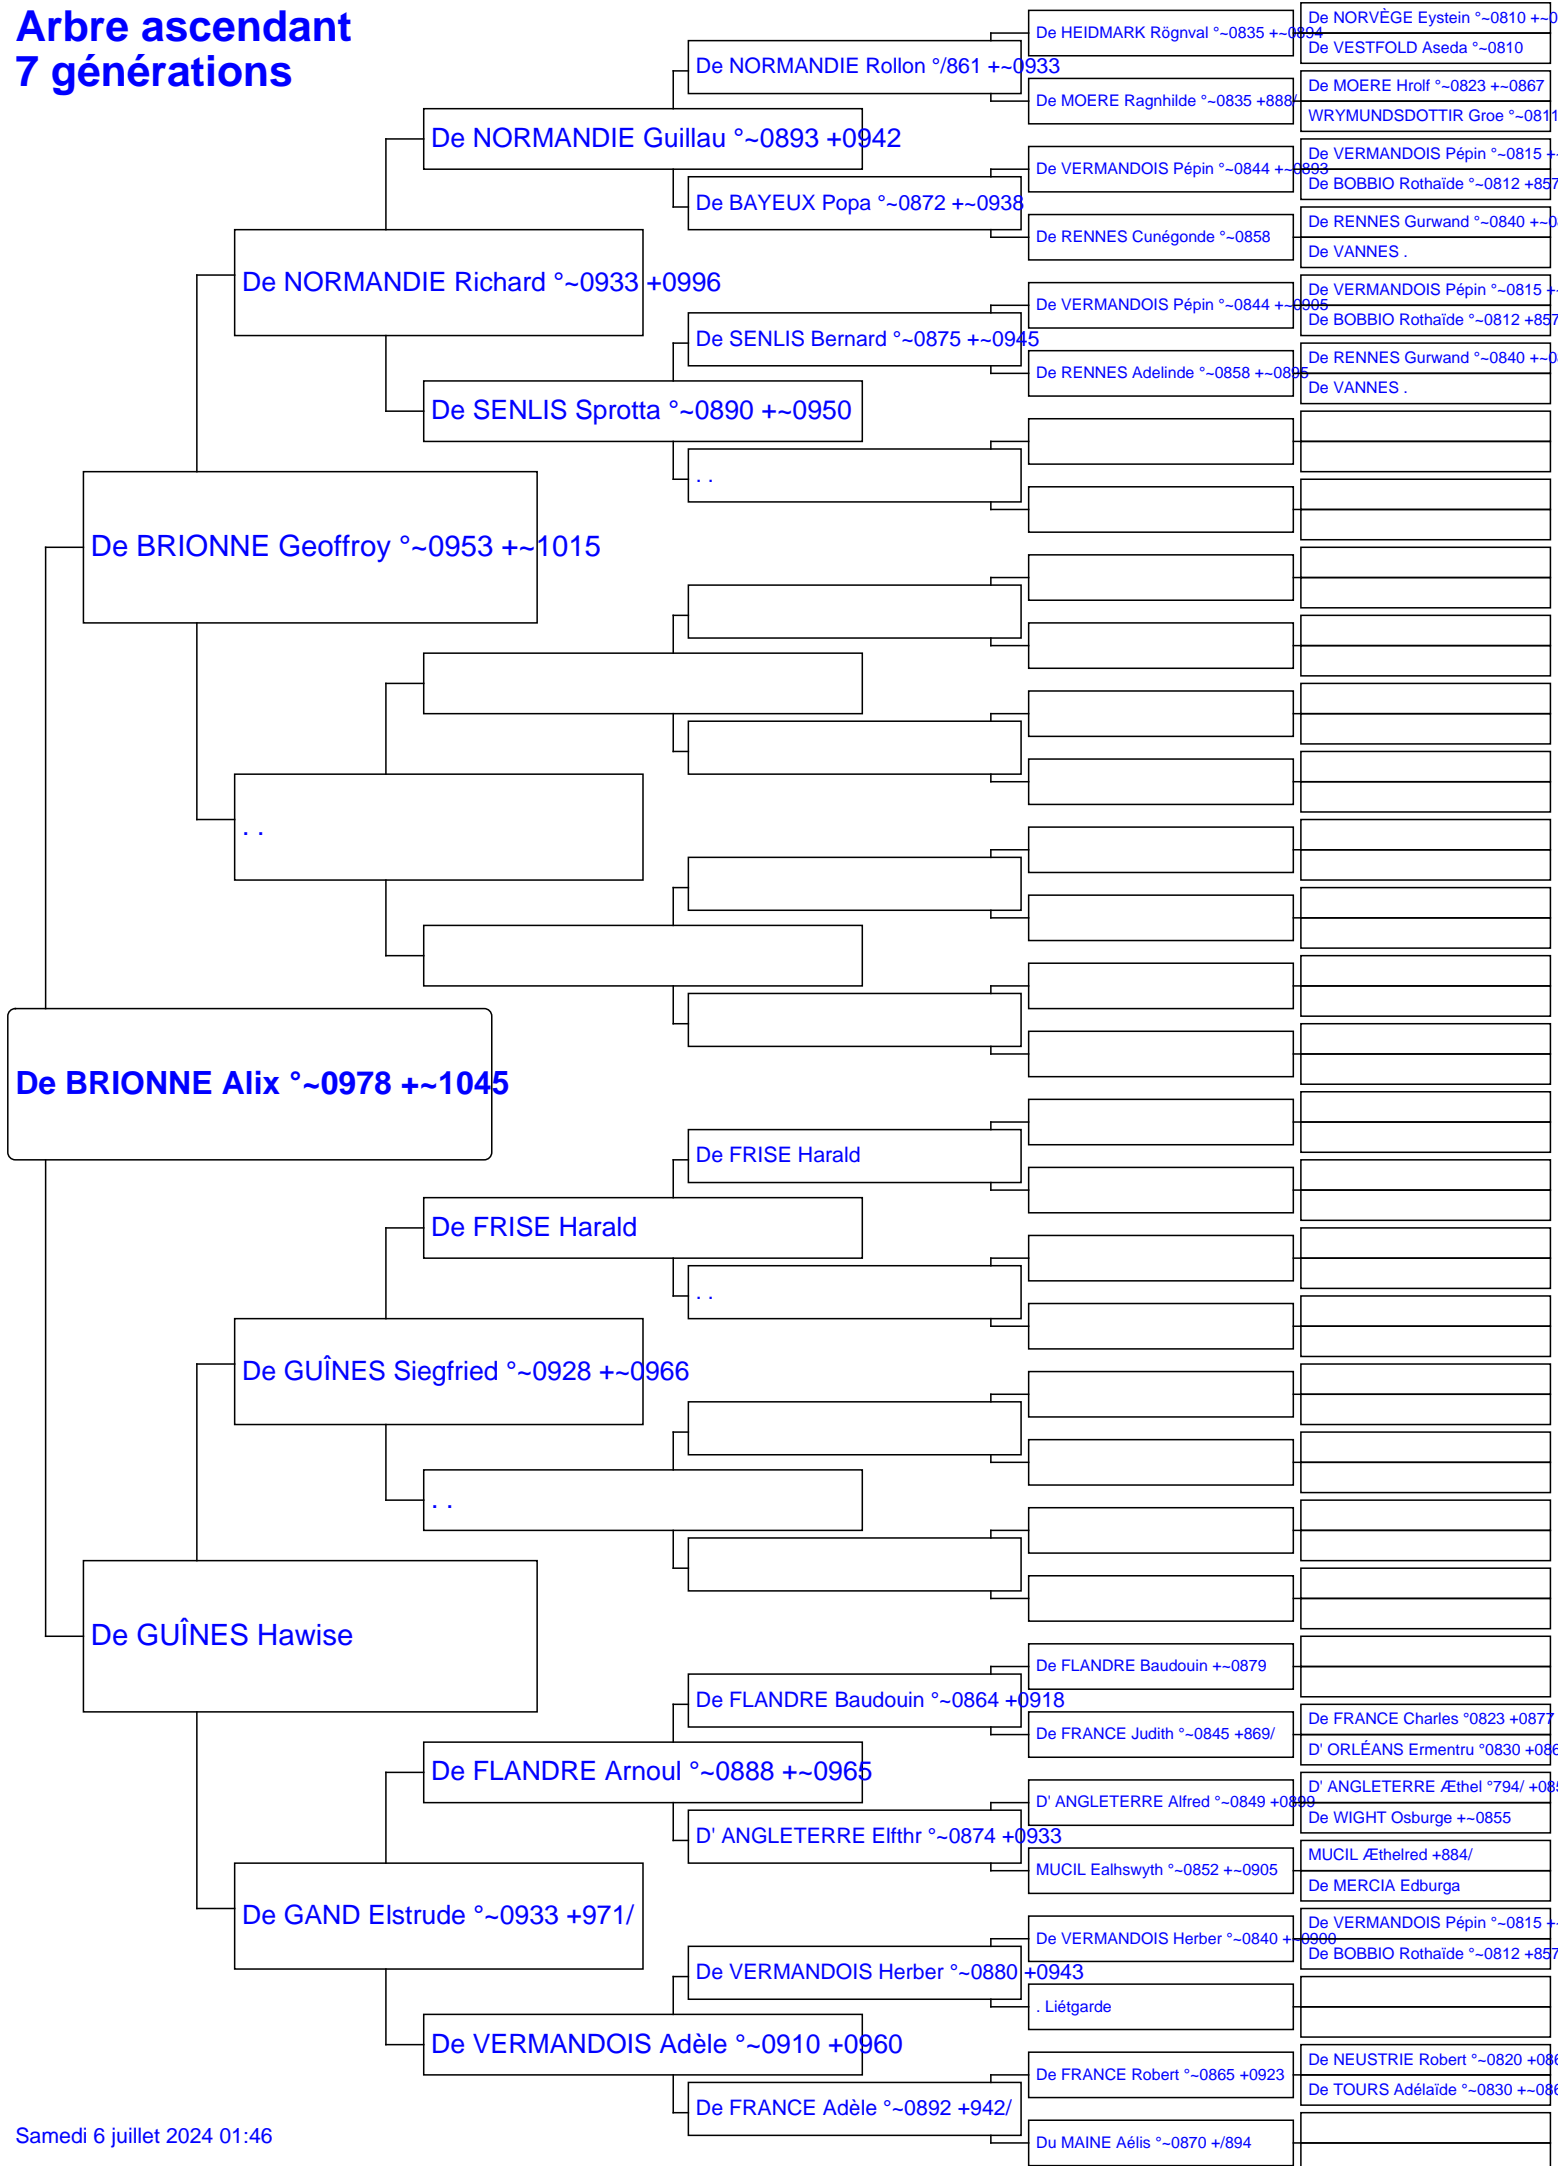 Arbre ascendant
7 générations
De BRIONNE Alix °~0978 +~1045
De BRIONNE Geoffroy °~0953 +~1015
De GUÎNES Hawise
De NORMANDIE Richard °~0933 +0996
. .
De GUÎNES Siegfried °~0928 +~0966
De GAND Elstrude °~0933 +971/
De NORMANDIE Guillau °~0893 +0942
De SENLIS Sprotta °~0890 +~0950
De FRISE Harald
. .
De FLANDRE Arnoul °~0888 +~0965
De VERMANDOIS Adèle °~0910 +0960
De NORMANDIE Rollon °/861 +~0933
De BAYEUX Popa °~0872 +~0938
De SENLIS Bernard °~0875 +~0945
. .
De FRISE Harald
. .
De FLANDRE Baudouin °~0864 +0918
D' ANGLETERRE Elfthr °~0874 +0933
De VERMANDOIS Herber °~0880 +0943
De FRANCE Adèle °~0892 +942/
De HEIDMARK Rögnval °~0835 +~0894
De MOERE Ragnhilde °~0835 +888/
De VERMANDOIS Pépin °~0844 +~0893
De RENNES Cunégonde °~0858
De VERMANDOIS Pépin °~0844 +~0905
De RENNES Adelinde °~0858 +~0895
De FLANDRE Baudouin +~0879
De FRANCE Judith °~0845 +869/
D' ANGLETERRE Alfred °~0849 +0899
MUCIL Ealhswyth °~0852 +~0905
De VERMANDOIS Herber °~0840 +~0900
. Liétgarde
De FRANCE Robert °~0865 +0923
Du MAINE Aélis °~0870 +/894
De NORVÈGE Eystein °~0810 +~0
De VESTFOLD Aseda °~0810
De MOERE Hrolf °~0823 +~0867
WRYMUNDSDOTTIR Groe °~0811
De VERMANDOIS Pépin °~0815 +~
De BOBBIO Rothaïde °~0812 +857
De RENNES Gurwand °~0840 +~0
De VANNES .
De VERMANDOIS Pépin °~0815 +~
De BOBBIO Rothaïde °~0812 +857
De RENNES Gurwand °~0840 +~0
De VANNES .
De FRANCE Charles °0823 +0877
D' ORLÉANS Ermentru °0830 +086
D' ANGLETERRE Æthel °794/ +085
De WIGHT Osburge +~0855
MUCIL Æthelred +884/
De MERCIA Edburga
De VERMANDOIS Pépin °~0815 +~
De BOBBIO Rothaïde °~0812 +857
De NEUSTRIE Robert °~0820 +086
De TOURS Adélaïde °~0830 +~086
Samedi 6 juillet 2024 01:46